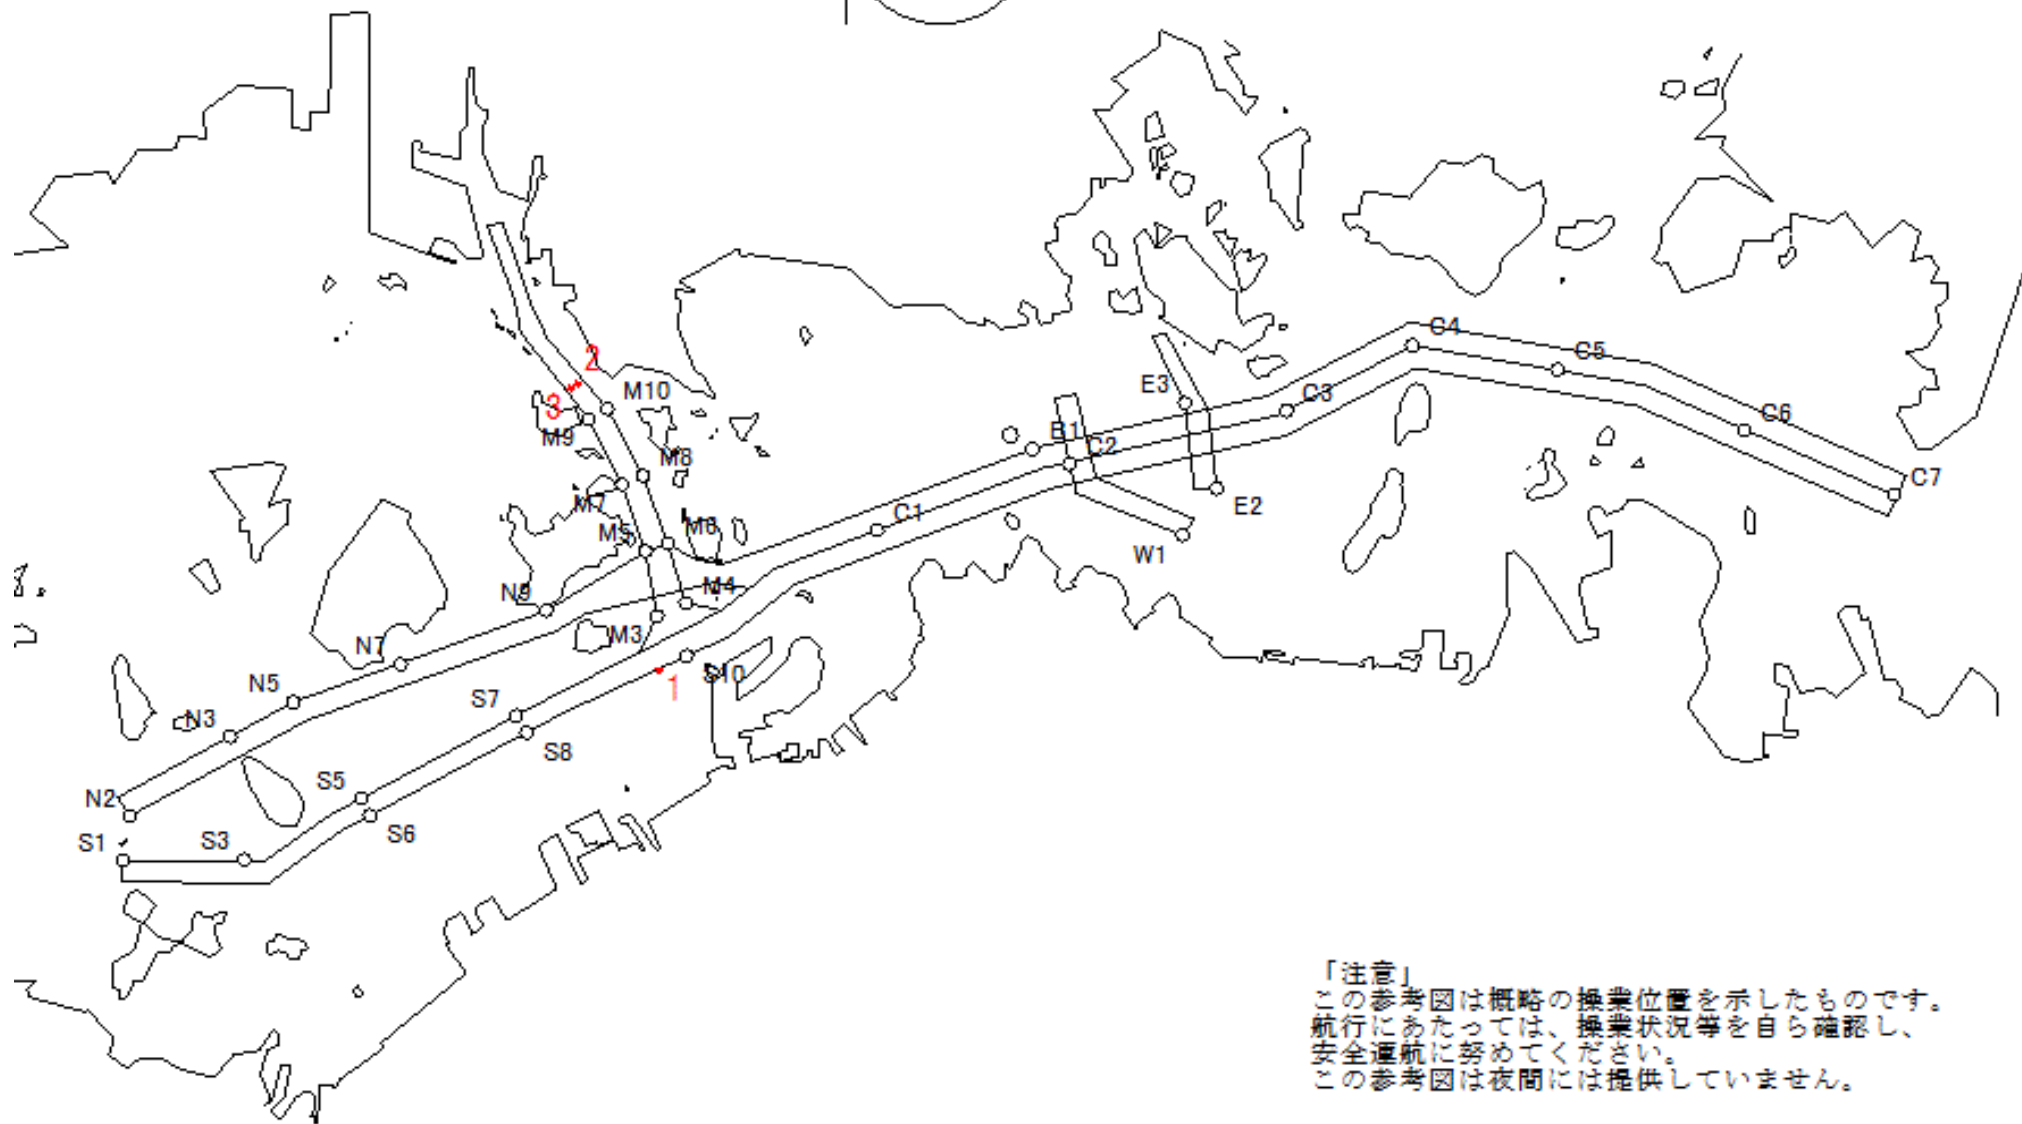 C4
C5
2
E3
M10
3
C3
C6
M9
B1
C2
M8
C7
M7
E2
C1
M6
M5
W1
M4
N9
M3
N7
S10
1
N5
S7
N3
S8
S5
N2
S6
S1
S3
「注意」
この参考図は概略の操業位置を示したものです。
航行にあたっては、操業状況等を自ら確認し、
安全運航に努めてください。
この参考図は夜間には提供していません。